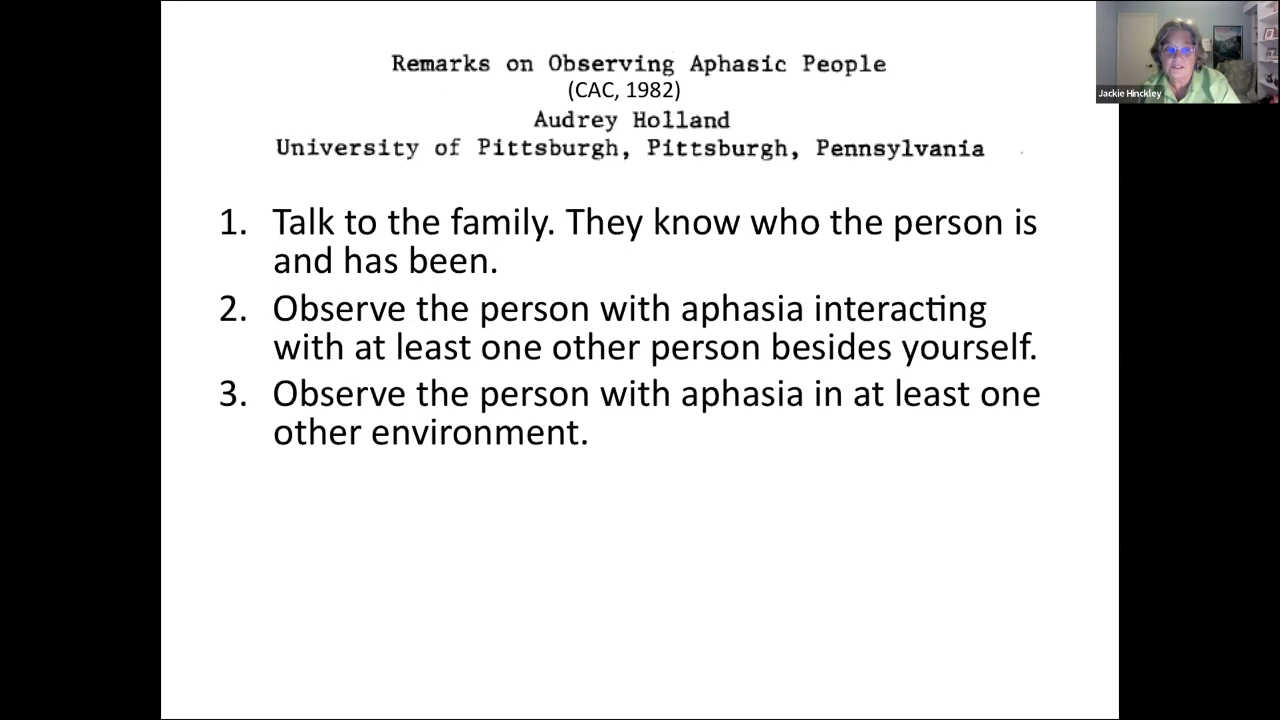 Remarks on Observing Aphasic People
(CAC, 1982)
Audrey Holland
University of Pittsburgh, Pittsburgh, Pennsylvania
Jackie Hinckley
1. Talk to the family. They know who the person is
and has been.
2. Observe the person with aphasia interacting
with at least one other person besides yourself.
3. Observe the person with aphasia in at least one
other environment.